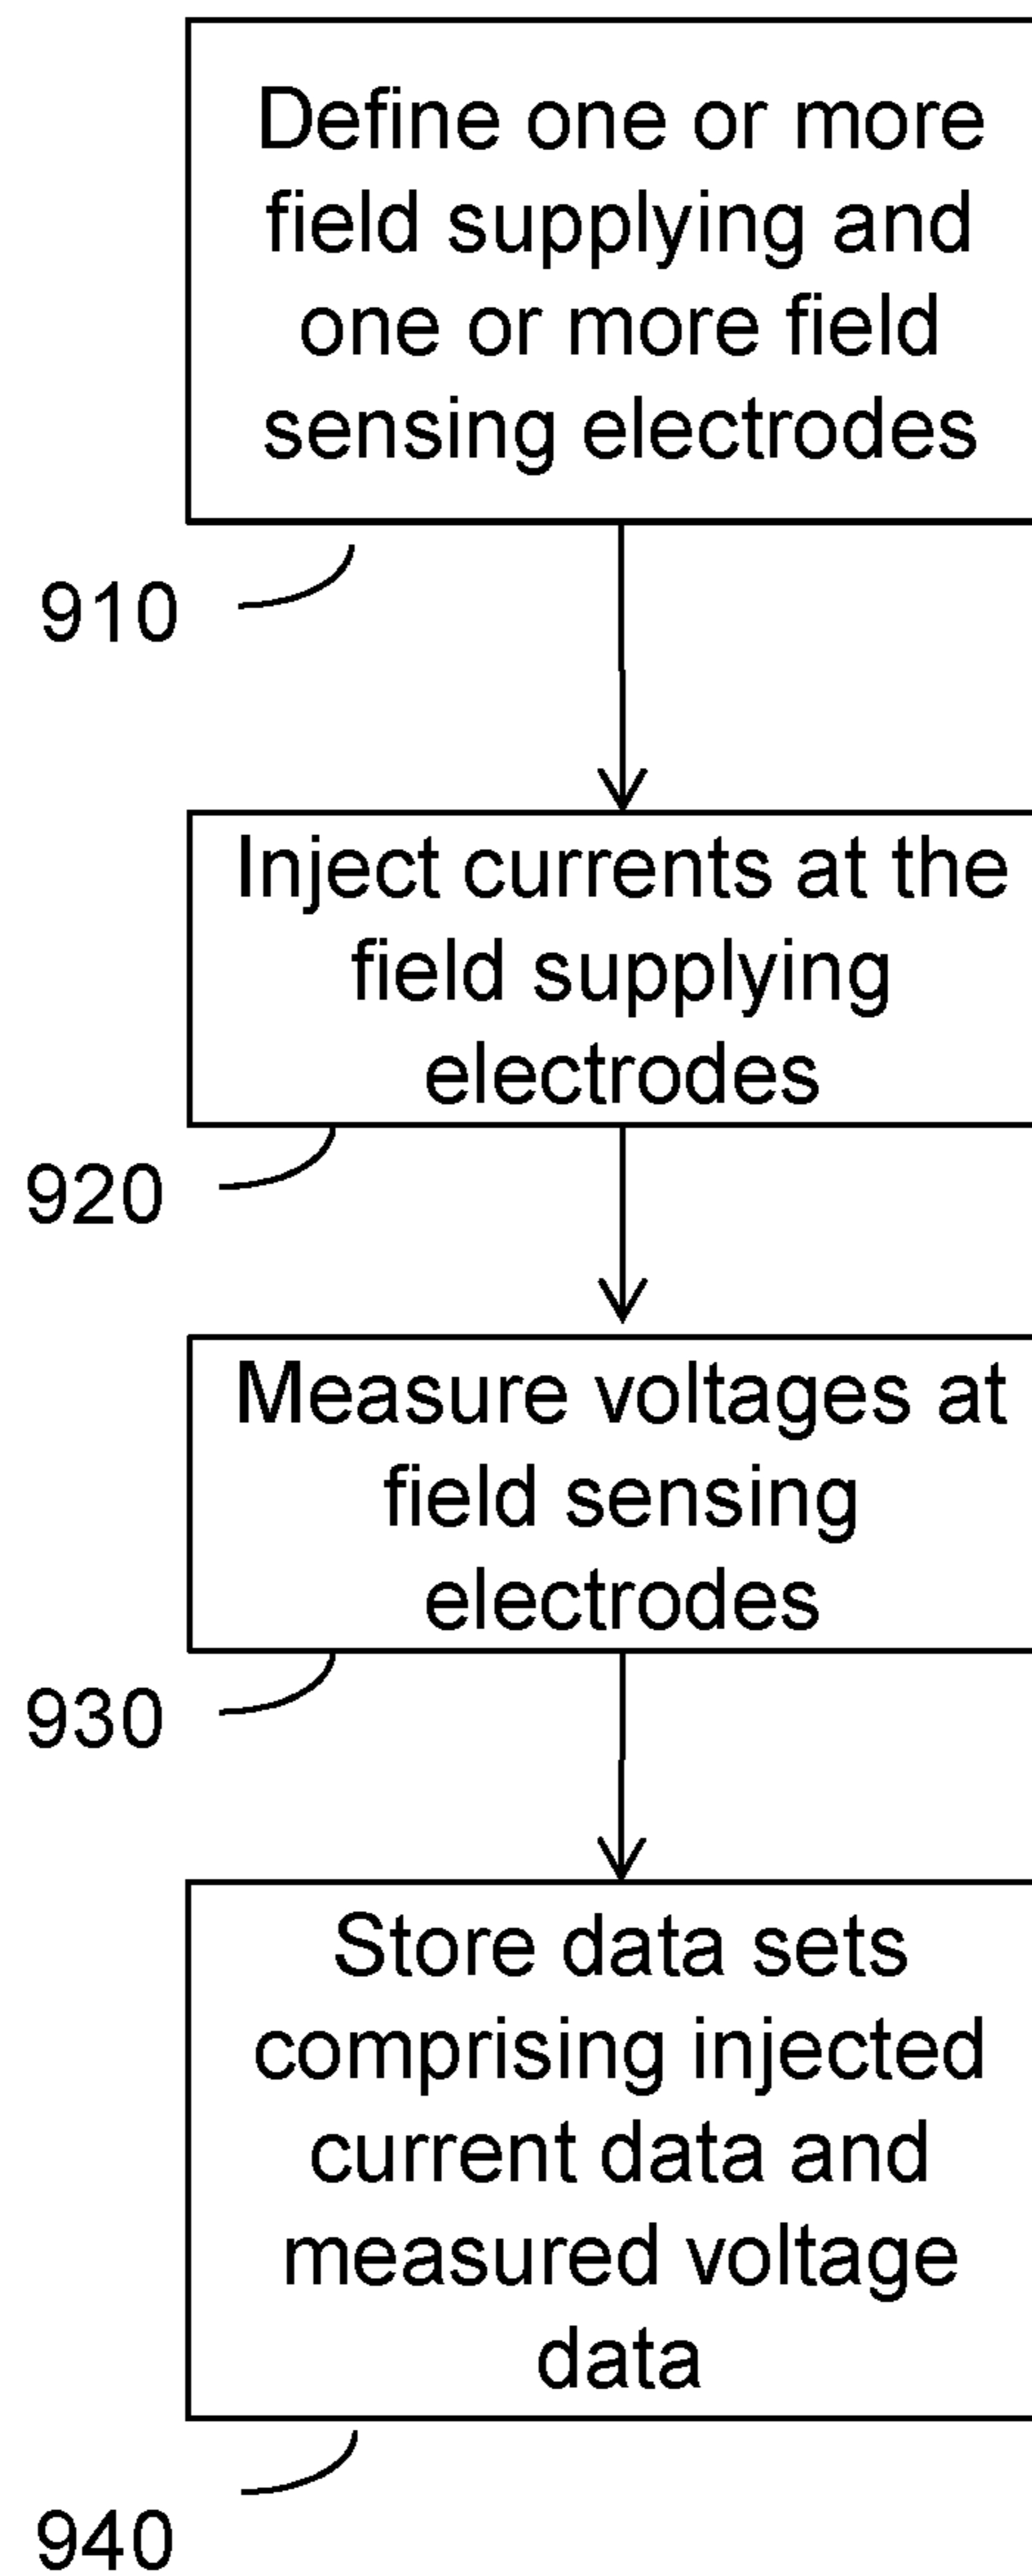 Define one or more
field supplying and
one or more field
sensing electrodes
910
Inject currents at the
field supplying
electrodes
920
Measure voltages at
field sensing
electrodes
930
Store data sets
comprising injected
current data and
measured voltage
data
940